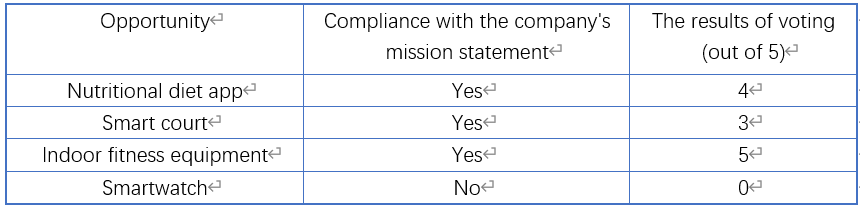 Opportunity
Compliance with the company's
mission statement
The results of voting
(out of 5)
Nutritional diet app Yes 4
Smart court Yes 3
Indoor fitness equipment Yes 5
Smartwatch No 0